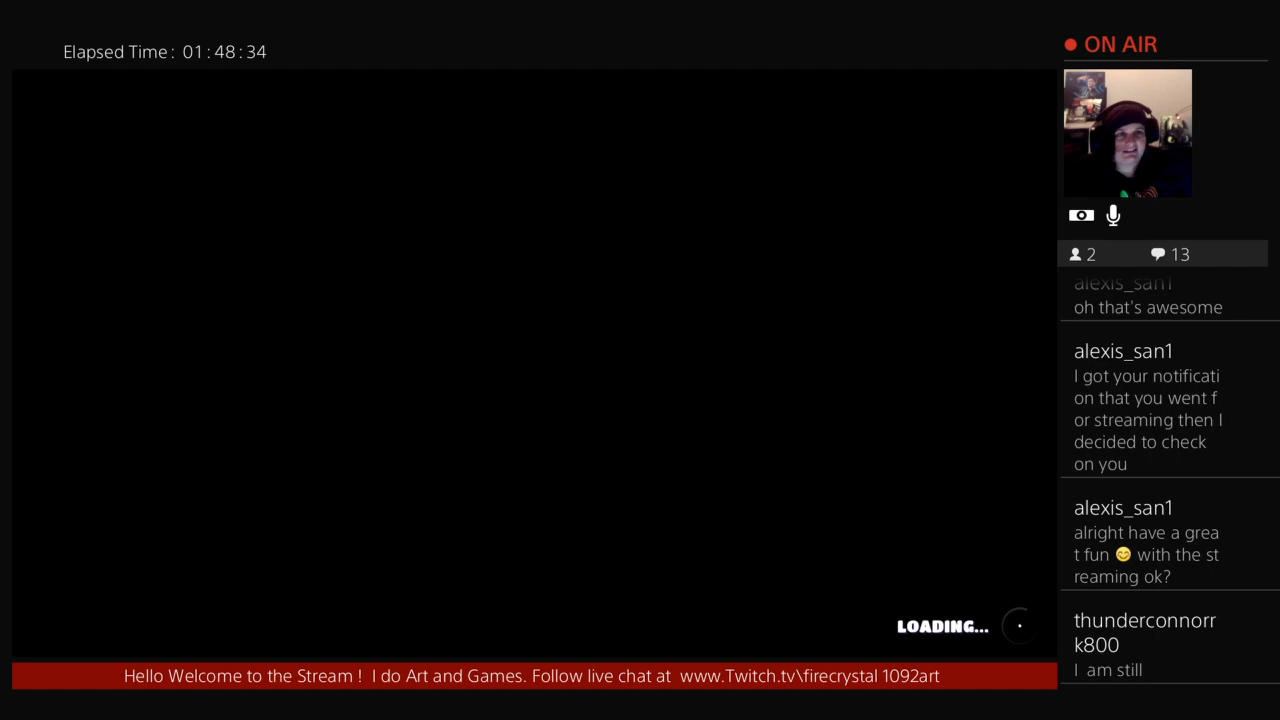 Elapsed Time: 01:48:34
ON AIR
2 13
alexis_san1
oh that's awesome
alexis_san1
I got your notificati
on that you went f
or streaming then I
decided to check
on you
alexis_san1
alright have a grea
t fun 😊 with the st
reaming ok?
thunderconnorr
k800
I am still
LOADING...
Hello Welcome to the Stream ! I do Art and Games. Follow live chat at www.Twitch.tv\firecrystal1092art